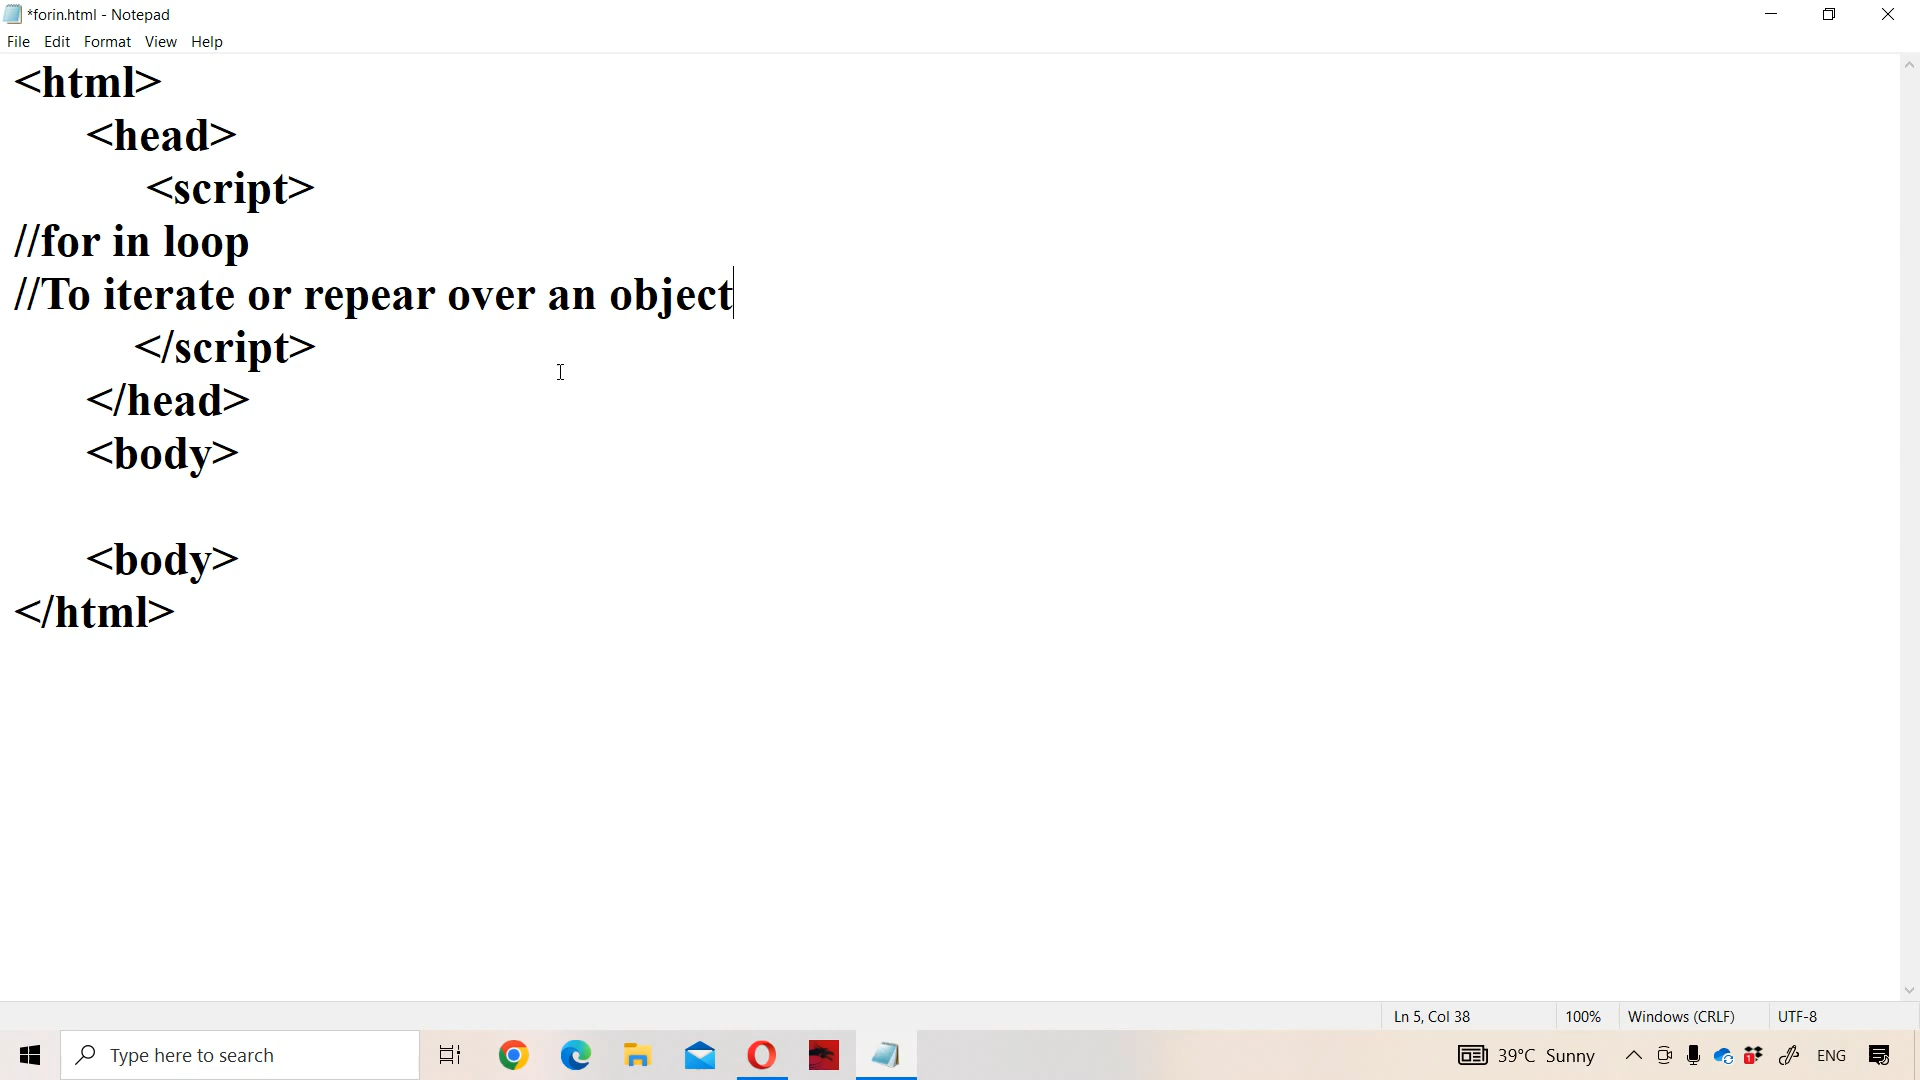 *forin.html - Notepad
File Edit Format View Help
<html>
<head>
<script>
//for in loop
//To iterate or repear over an object
</script>
</head>
<body>
<body>
</html>
Ln 5, Col 38 100% Windows (CRLF) UTF-8
Type here to search 39°C Sunny 1 ENG